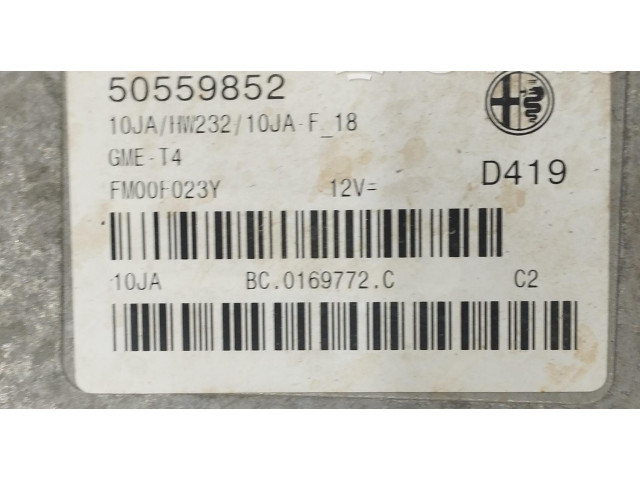 50559852
10JA/HW232/10JA-F_18
GME-T4
FM00F023Y 12V=
D419
10JA BC.0169772.C C2